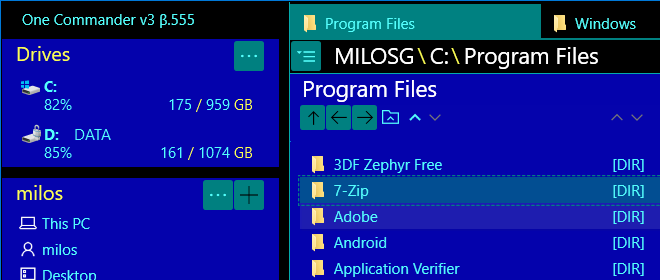 One Commander v3 β.555
Drives
C:
82% 175 / 959 GB
D: DATA
85% 161 / 1074 GB
milos
This PC
milos
Desktop
Program Files Windows
MILOSG\C:\Program Files
Program Files
3DF Zephyr Free [DIR]
7-Zip [DIR]
Adobe [DIR]
Android [DIR]
Application Verifier [DIR]